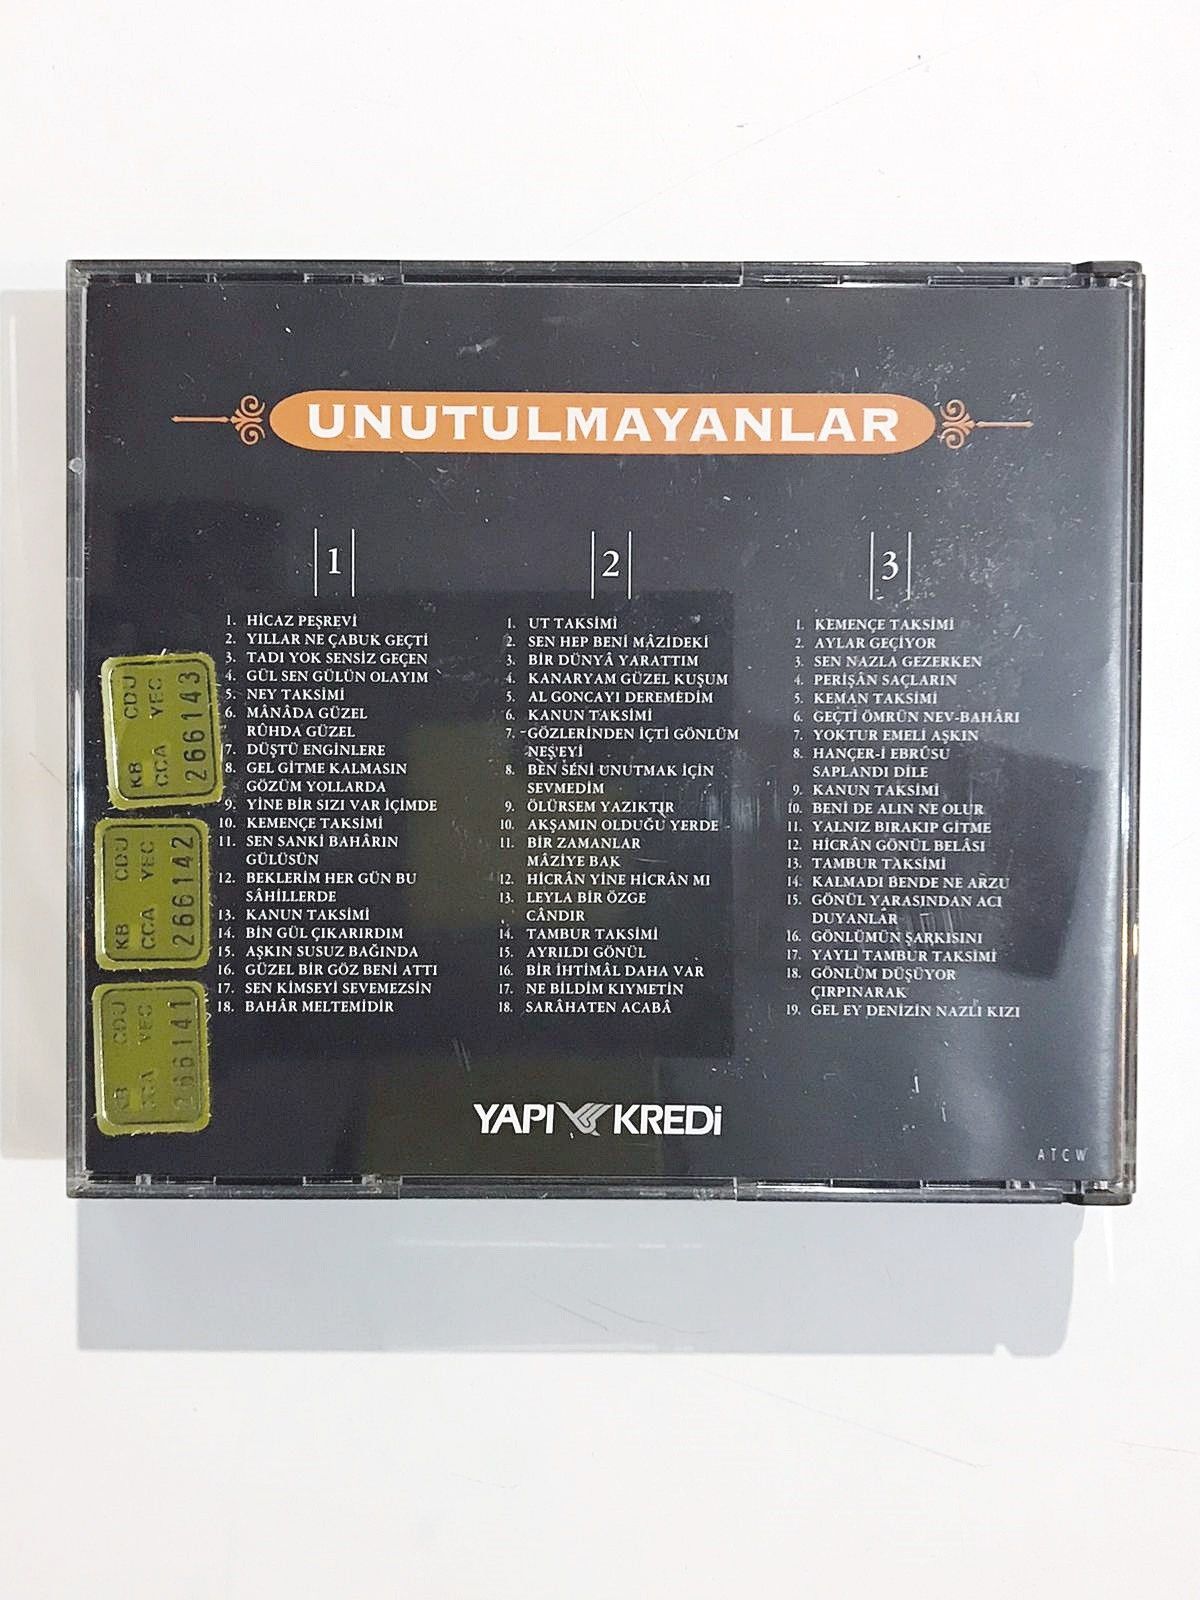 UNUTULMAYANLAR
1
1. HİCAZ PEŞREVİ
2. YILLAR NE ÇABUK GEÇTİ
3. TADI YOK SENSİZ GEÇEN
4. GÜL SEN GÜLÜN OLAYIM
5. NEY TAKSİMİ
6. MÂNÂDA GÜZEL
RÛHDA GÜZEL
7. DÜŞTÜ ENGİNLERE
8. GEL GİTME KALMASIN
GÖZÜM YOLLARDA
9. YİNE BİR SIZI VAR İÇİMDE
10. KEMENÇE TAKSİMİ
11. SEN SANKİ BAHÂRIN
GÜLÜSÜN
12. BEKLERİM HER GÜN BU
SÂHİLLERDE
13. KANUN TAKSİMİ
14. BİN GÜL ÇIKARIRDIM
15. AŞKIN SUSUZ BAĞINDA
16. GÜZEL BİR GÖZ BENİ ATTI
17. SEN KİMSEYİ SEVEMEZSİN
18. BAHÂR MELTEMİDİR
2
1. UT TAKSİMİ
2. SEN HEP BENİ MÂZİDEKİ
3. BİR DÜNYÂ YARATTIM
4. KANARYAM GÜZEL KUŞUM
5. AL GONCAYI DEREMEDİM
6. KANUN TAKSİMİ
7. GÖZLERİNDEN İÇTİ GÖNLÜM
NEŞ'EYİ
8. BEN SENİ UNUTMAK İÇİN
SEVMEDİM
9. ÖLÜRSEM YAZIKTIR
10. AKŞAMIN OLDUĞU YERDE
11. BİR ZAMANLAR
MÂZİYE BAK
12. HİCRÂN YİNE HİCRÂN MI
13. LEYLA BİR ÖZGE
CÂNDIR
14. TAMBUR TAKSİMİ
15. AYRILDI GÖNÜL
16. BİR İHTİMÂL DAHA VAR
17. NE BİLDİM KIYMETİN
18. SARÂHATEN ACABÂ
3
1. KEMENÇE TAKSİMİ
2. AYLAR GEÇİYOR
3. SEN NAZLA GEZERKEN
4. PERİŞÂN SAÇLARIN
5. KEMAN TAKSİMİ
6. GEÇTİ ÖMRÜN NEV-BAHÂRI
7. YOKTUR EMELİ AŞKIN
8. HANÇER-İ EBRÛSU
SAPLANDI DİLE
9. KANUN TAKSİMİ
10. BENİ DE ALIN NE OLUR
11. YALNIZ BIRAKIP GİTME
12. HİCRÂN GÖNÜL BELÂSI
13. TAMBUR TAKSİMİ
14. KALMADI BENDE NE ARZU
15. GÖNÜL YARASINDAN ACI
DUYANLAR
16. GÖNLÜMÜN ŞARKISINI
17. YAYLI TAMBUR TAKSİMİ
18. GÖNLÜM DÜŞÜYOR
ÇIRPINARAK
19. GEL EY DENİZİN NAZLI KIZI
KB CDU
CCA YEC
266143
KB CDU
CCA YEC
266142
KB CDU
CCA YEC
266141
YAPI KREDİ
ATCW